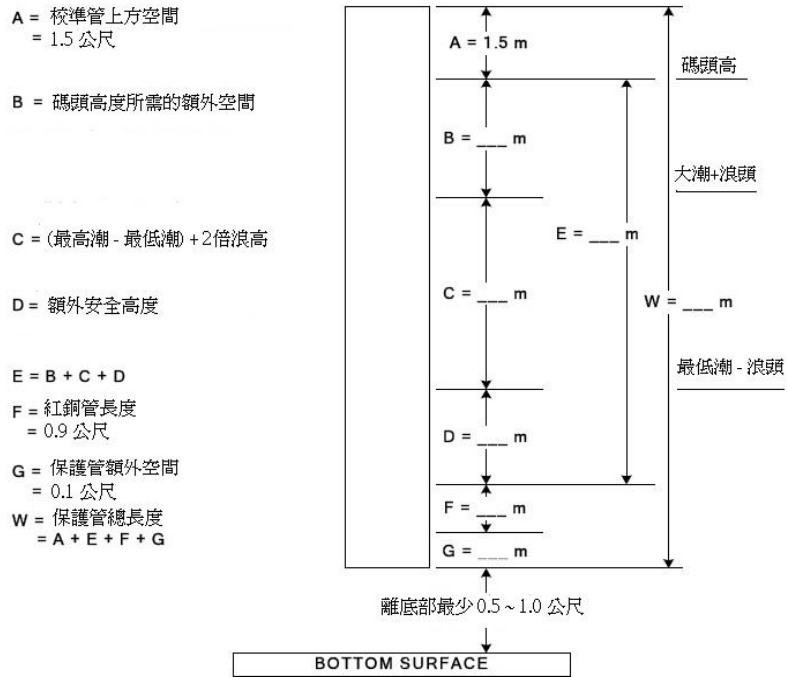 A = 校準管上方空間
= 1.5 公尺
B = 碼頭高度所需的額外空間
C = (最高潮 - 最低潮) + 2倍浪高
D = 額外安全高度
E = B + C + D
F = 紅銅管長度
= 0.9 公尺
G = 保護管額外空間
= 0.1 公尺
W = 保護管總長度
= A + E + F + G
A = 1.5 m
B = ___ m
C = ___ m
D = ___ m
F = ___ m
G = ___ m
E = ___ m
W = ___ m
碼頭高
大潮+浪頭
最低潮 - 浪頭
離底部最少 0.5 ~ 1.0 公尺
BOTTOM SURFACE